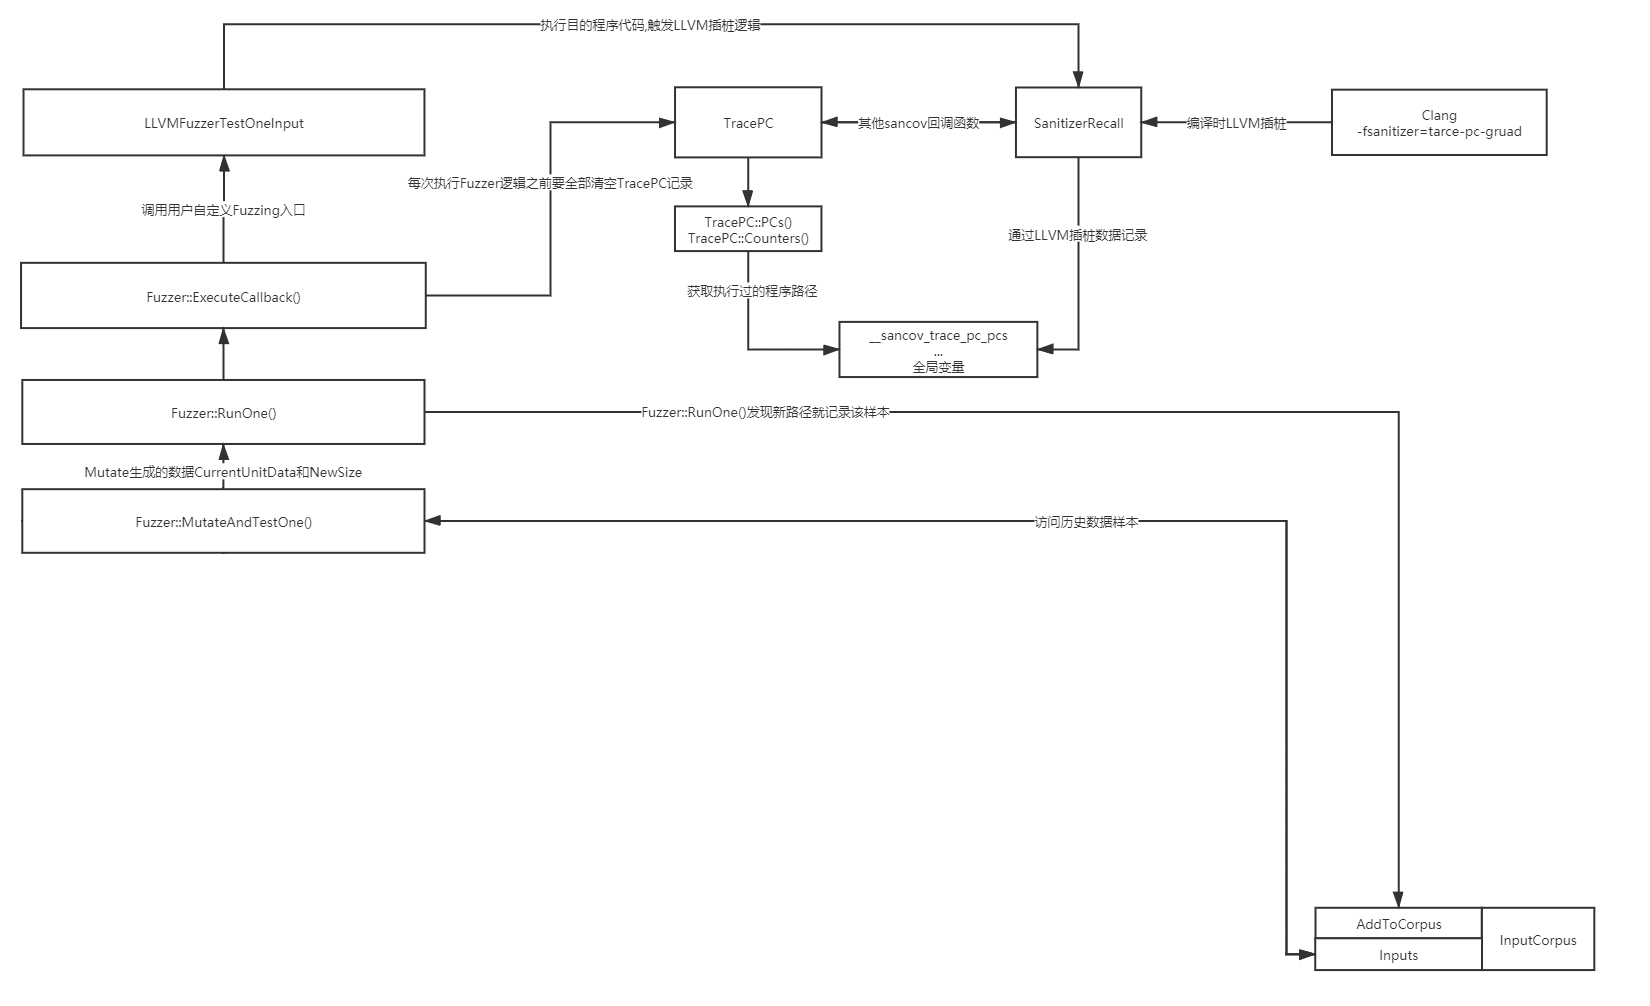 执行目的程序代码,触发LLVM插桩逻辑
LLVMFuzzerTestOneInput
TracePC
其他sancov回调函数
SanitizerRecall
编译时LLVM插桩
Clang
-fsanitizer=tarce-pc-gruad
每次执行Fuzzer逻辑之前要全部清空TracePC记录
调用用户自定义Fuzzing入口
TracePC::PCs()
TracePC::Counters()
通过LLVM插桩数据记录
Fuzzer::ExecuteCallback()
获取执行过的程序路径
__sancov_trace_pc_pcs
...
全局变量
Fuzzer::RunOne()
Fuzzer::RunOne()发现新路径就记录该样本
Mutate生成的数据CurrentUnitData和NewSize
Fuzzer::MutateAndTestOne()
访问历史数据样本
AddToCorpus
InputCorpus
Inputs